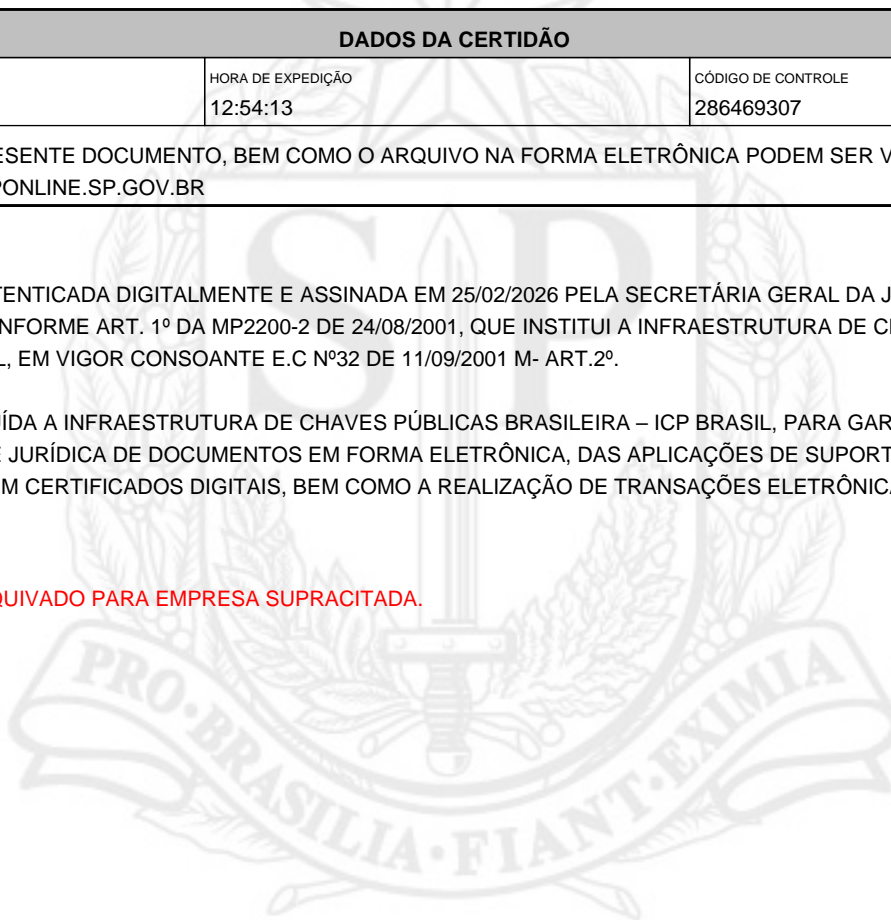 DADOS DA CERTIDÃO
HORA DE EXPEDIÇÃO
12:54:13
CÓDIGO DE CONTROLE
286469307
ESENTE DOCUMENTO, BEM COMO O ARQUIVO NA FORMA ELETRÔNICA PODEM SER V
PONLINE.SP.GOV.BR
TENTICADA DIGITALMENTE E ASSINADA EM 25/02/2026 PELA SECRETÁRIA GERAL DA J
NFORME ART. 1º DA MP2200-2 DE 24/08/2001, QUE INSTITUI A INFRAESTRUTURA DE C
L, EM VIGOR CONSOANTE E.C Nº32 DE 11/09/2001 M- ART.2º.
ÍDA A INFRAESTRUTURA DE CHAVES PÚBLICAS BRASILEIRA – ICP BRASIL, PARA GAR
E JURÍDICA DE DOCUMENTOS EM FORMA ELETRÔNICA, DAS APLICAÇÕES DE SUPORT
M CERTIFICADOS DIGITAIS, BEM COMO A REALIZAÇÃO DE TRANSAÇÕES ELETRÔNICA
QUIVADO PARA EMPRESA SUPRACITADA.
SP
PRO·BRASILIA·FIANT·EXIMIA